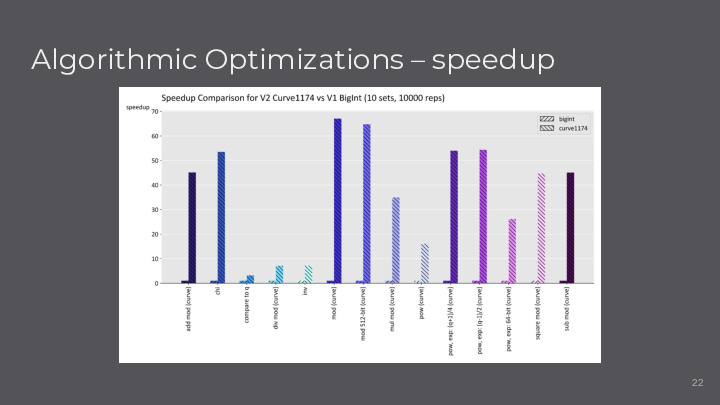 Algorithmic Optimizations – speedup
Speedup Comparison for V2 Curve1174 vs V1 BigInt (10 sets, 10000 reps)
speedup
70
60
50
40
30
20
10
0
bigint
curve1174
add mod (curve)
chi
compare to q
div mod (curve)
inv
mod (curve)
mod 512-bit (curve)
mul mod (curve)
pow (curve)
pow, exp: (q+1)/4 (curve)
pow, exp: (q-1)/2 (curve)
pow, exp: 64-bit (curve)
square mod (curve)
sub mod (curve)
22